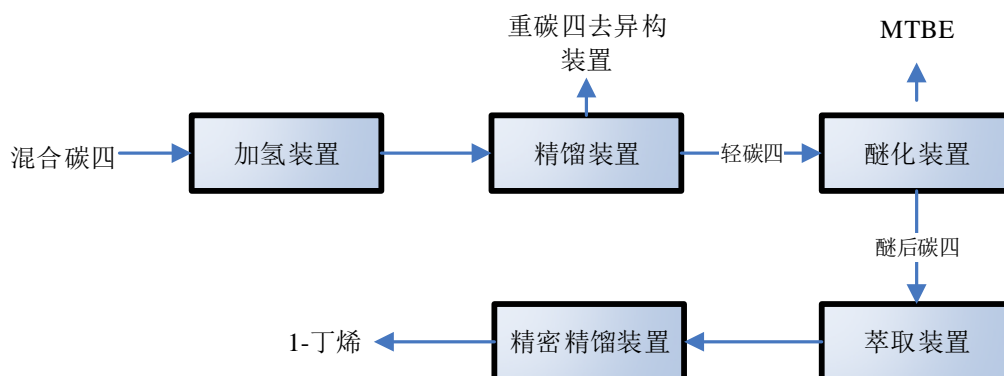 重碳四去异构
装置
MTBE
混合碳四
加氢装置
精馏装置
轻碳四
醚化装置
醚后碳四
1-丁烯
精密精馏装置
萃取装置